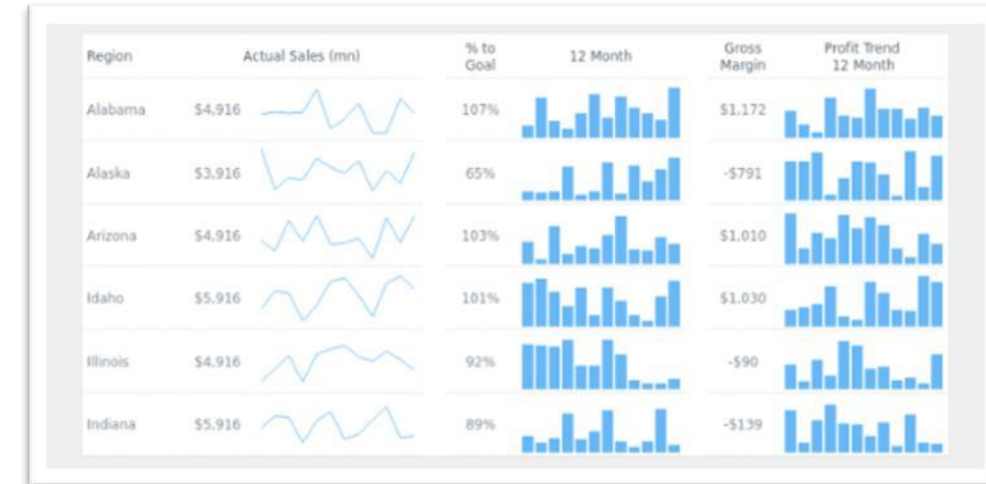 Region Actual Sales (mn) % to Goal 12 Month Gross Margin Profit Trend 12 Month
Alabama $4,916 107% $1,172
Alaska $3,916 65% -$791
Arizona $4,916 103% $1,010
Idaho $5,916 101% $1,030
Illinois $4,916 92% -$90
Indiana $5,916 89% -$139